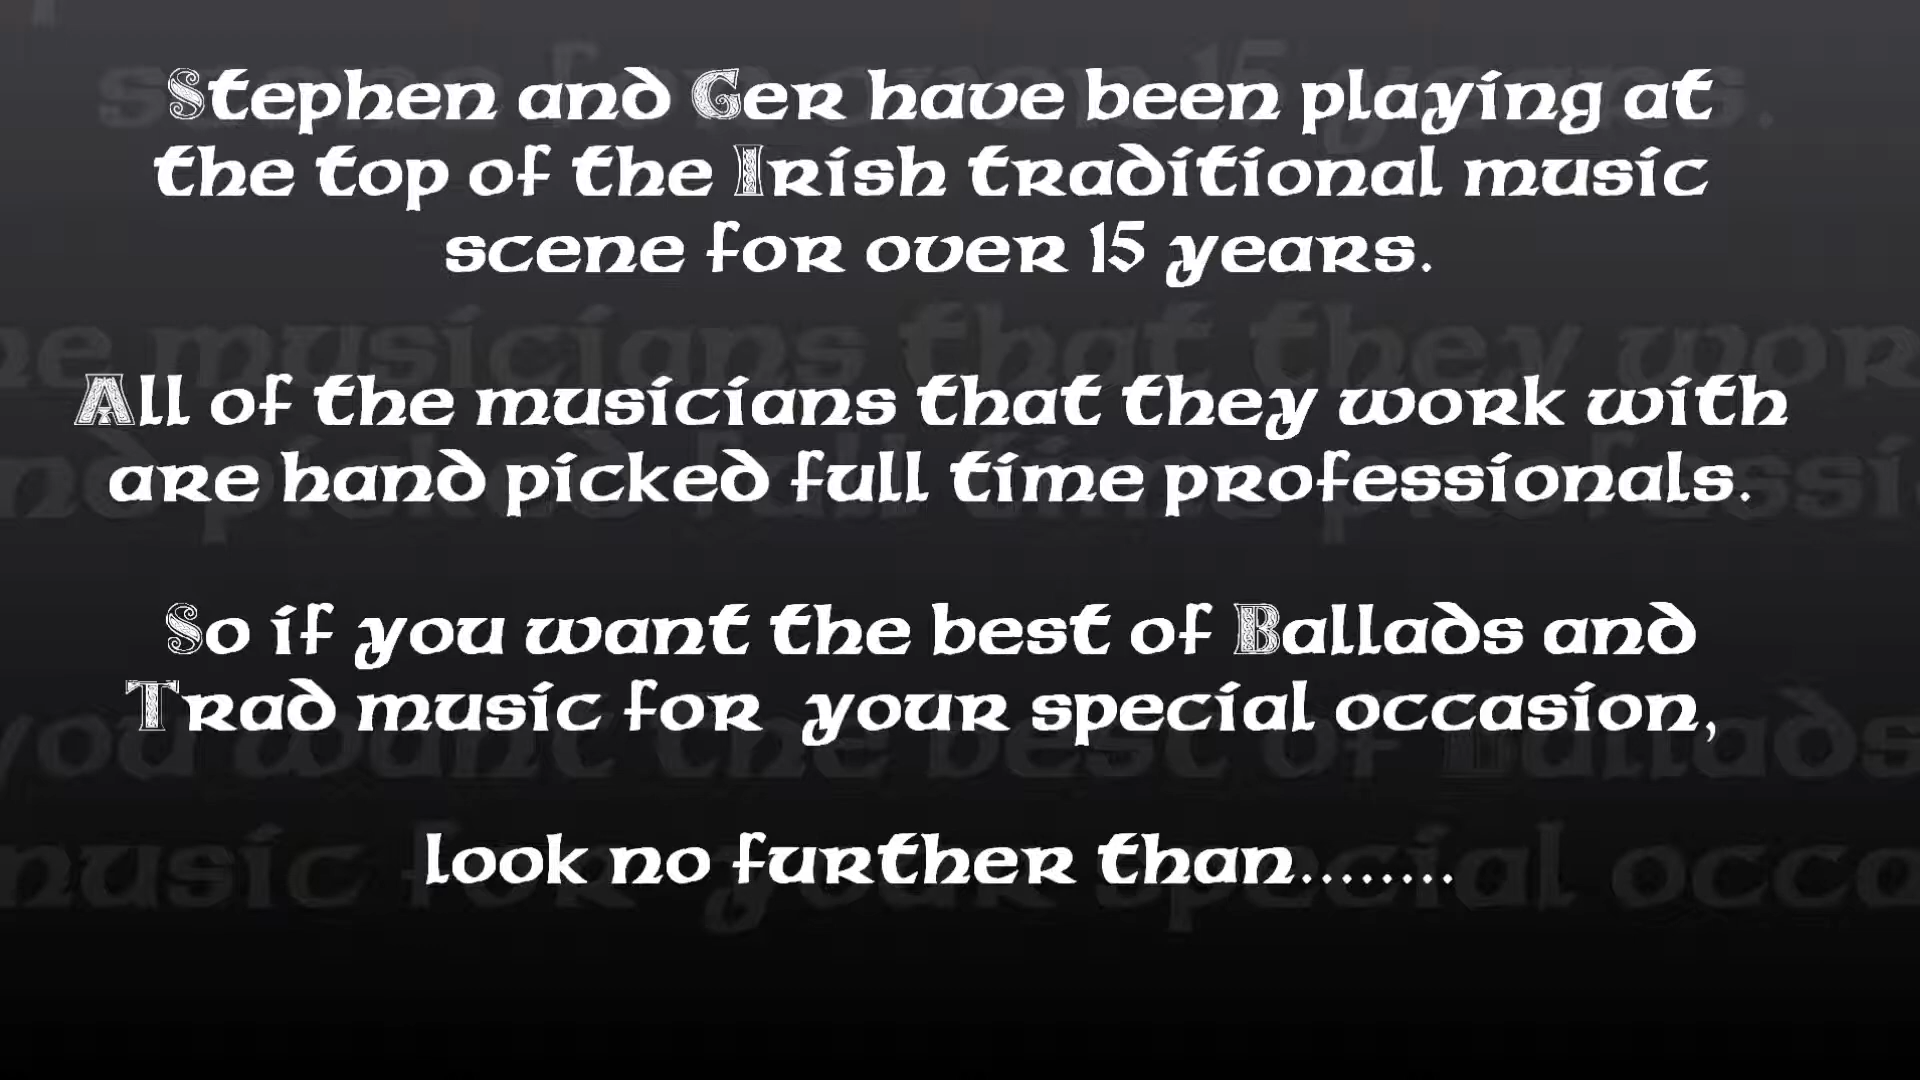 Stephen and Ger have been playing at
the top of the Irish traditional music
scene for over 15 years.
All of the musicians that they work with
are hand picked full time professionals.
So if you want the best of Ballads and
Trad music for your special occasion,
look no further than........